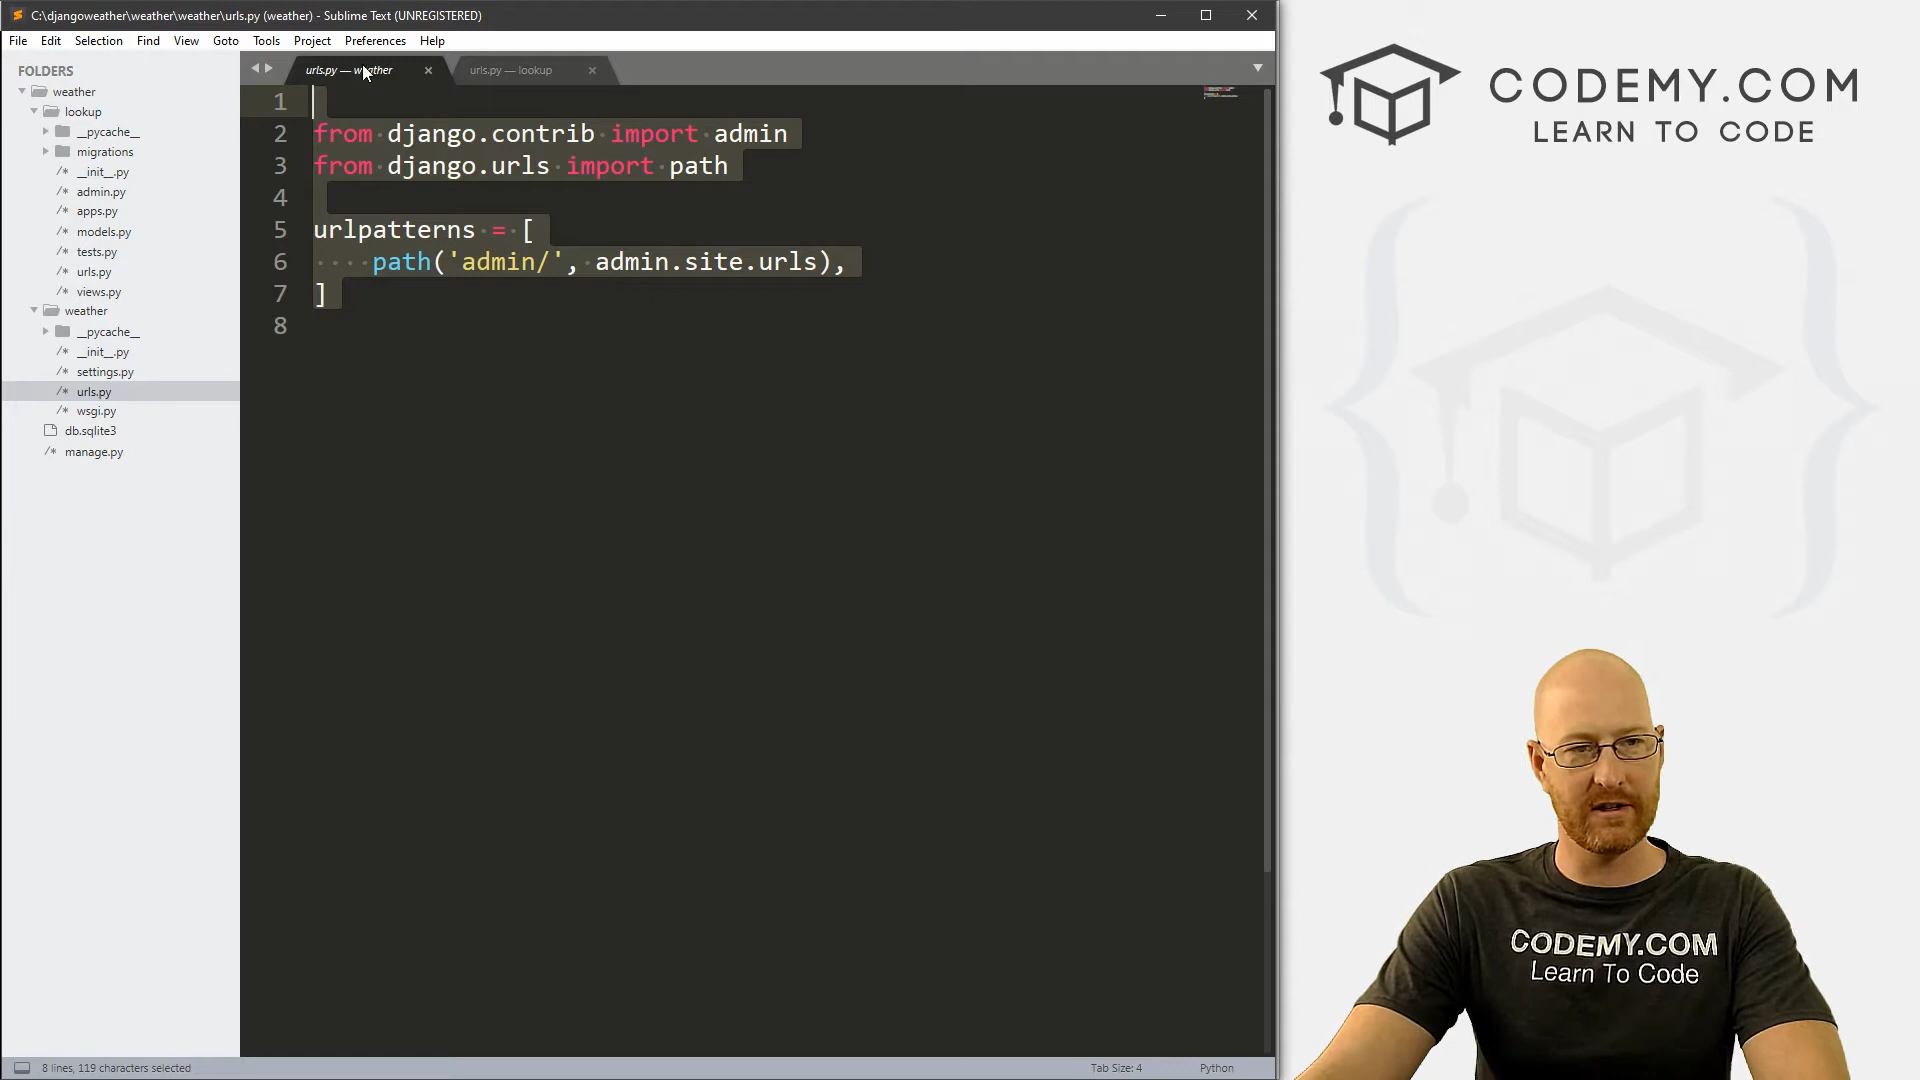 C:\djangoweather\weather\weather\urls.py (weather) - Sublime Text (UNREGISTERED)
File Edit Selection Find View Goto Tools Project Preferences Help
FOLDERS
weather
lookup
__pycache__
migrations
/* __init__.py
/* admin.py
/* apps.py
/* models.py
/* tests.py
/* urls.py
/* views.py
weather
__pycache__
/* __init__.py
/* settings.py
/* urls.py
/* wsgi.py
db.sqlite3
/* manage.py
urls.py — weather
urls.py — lookup
1
2 from django.contrib import admin
3 from django.urls import path
4
5 urlpatterns = [
6 path('admin/', admin.site.urls),
7 ]
8
8 lines, 119 characters selected
Tab Size: 4
Python
CODEMY.COM
LEARN TO CODE
CODEMY.COM
Learn To Code